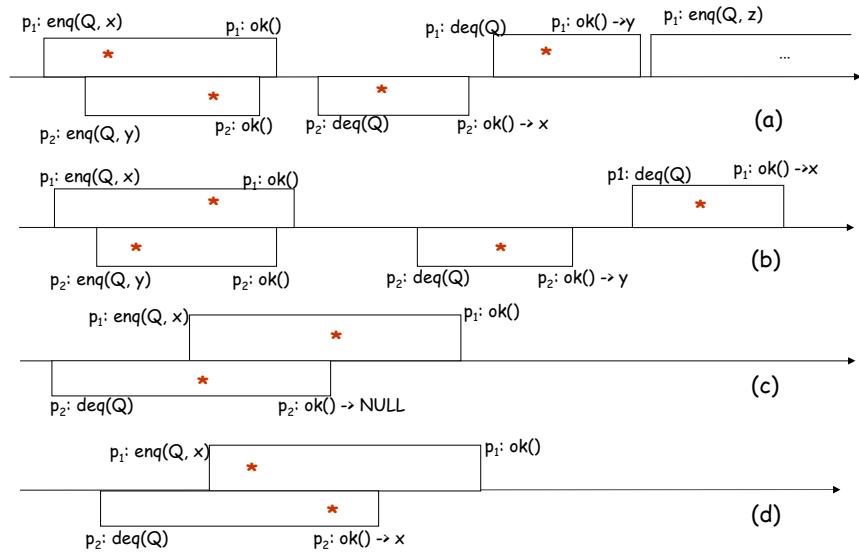 p₁: enq(Q, z)
p₁: enq(Q, x) p₁: ok() p₁: deq(Q) p₁: ok() ->y
* * ...
* *
p₂: enq(Q, y) p₂: ok() p₂: deq(Q) p₂: ok() -> x (a)
p₁: enq(Q, x) p₁: ok() p1: deq(Q) p₁: ok() ->x
* *
* *
p₂: enq(Q, y) p₂: ok() p₂: deq(Q) p₂: ok() -> y (b)
p₁: enq(Q, x) p₁: ok()
*
*
p₂: deq(Q) p₂: ok() -> NULL (c)
p₁: enq(Q, x) p₁: ok()
*
*
p₂: deq(Q) p₂: ok() -> x (d)